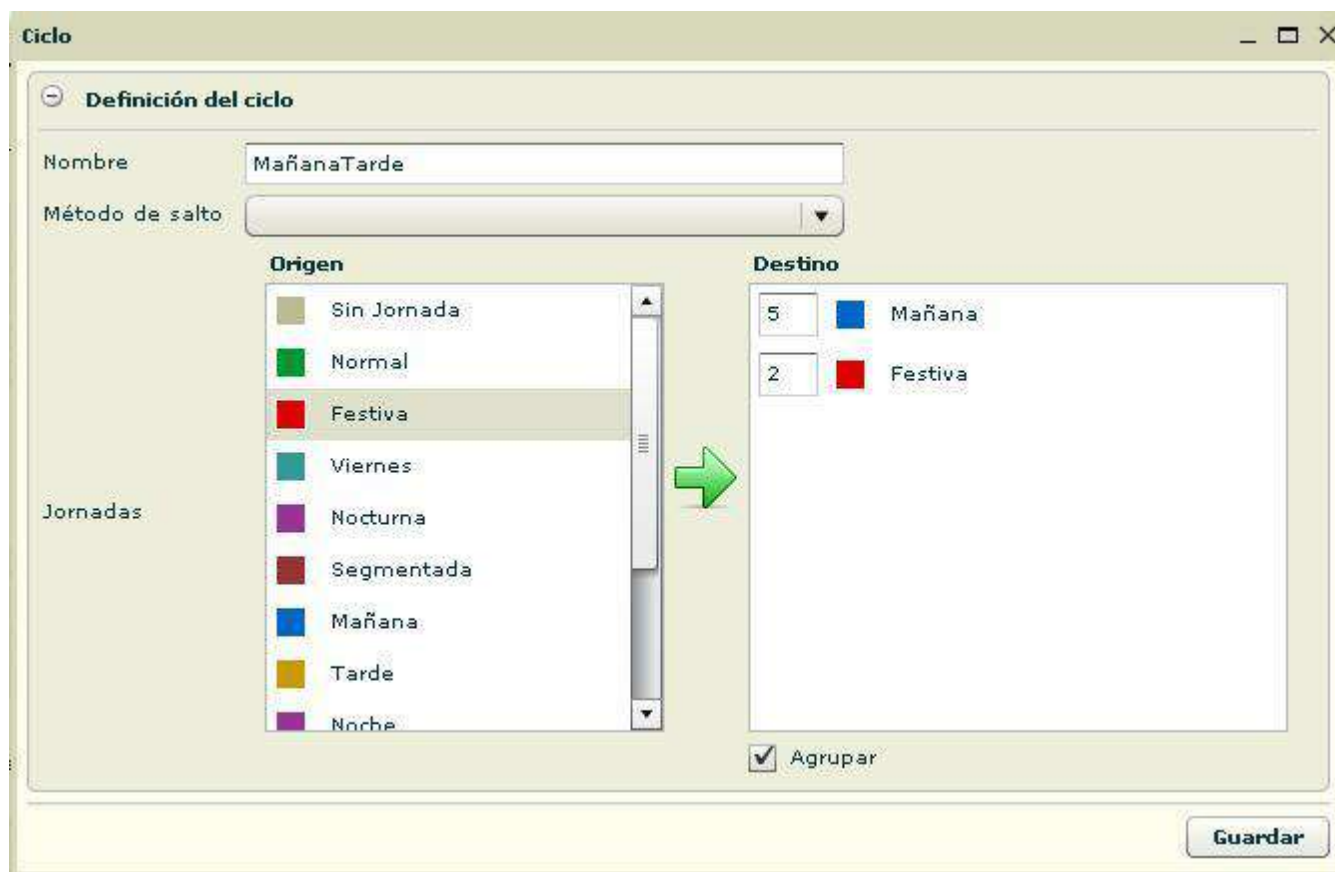 Ciclo
Definición del ciclo
Nombre
MañanaTarde
Método de salto
Origen
Destino
Jornadas
Sin Jornada
Normal
Festiva
Viernes
Nocturna
Segmentada
Mañana
Tarde
Noche
5 Mañana
2 Festiva
Agrupar
Guardar